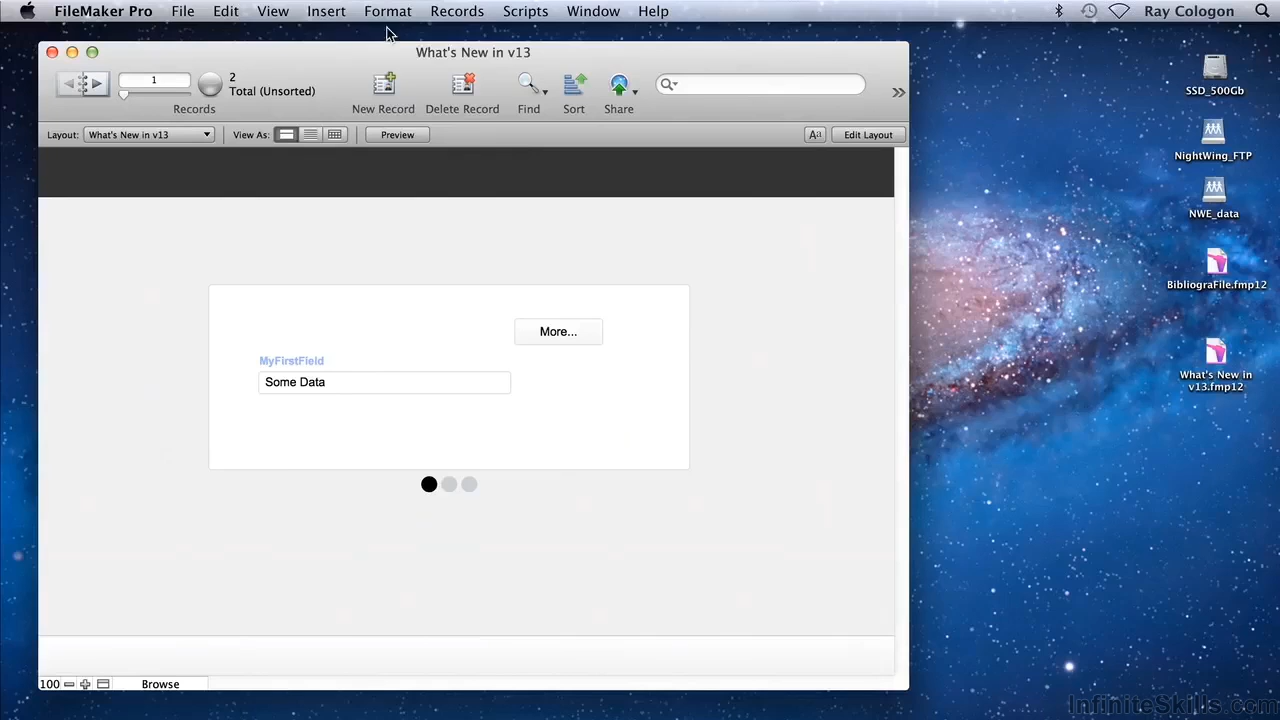 FileMaker Pro File Edit View Insert Format Records Scripts Window Help Ray Cologon
What's New in v13
1
2
Total (Unsorted)
Records
New Record Delete Record Find Sort Share
Layout: What's New in v13 View As: Preview Aa Edit Layout
More...
MyFirstField
Some Data
100 Browse
SSD_500Gb
NightWing_FTP
NWE_data
BibliograFile.fmp12
What's New in
v13.fmp12
InfiniteSkills.com